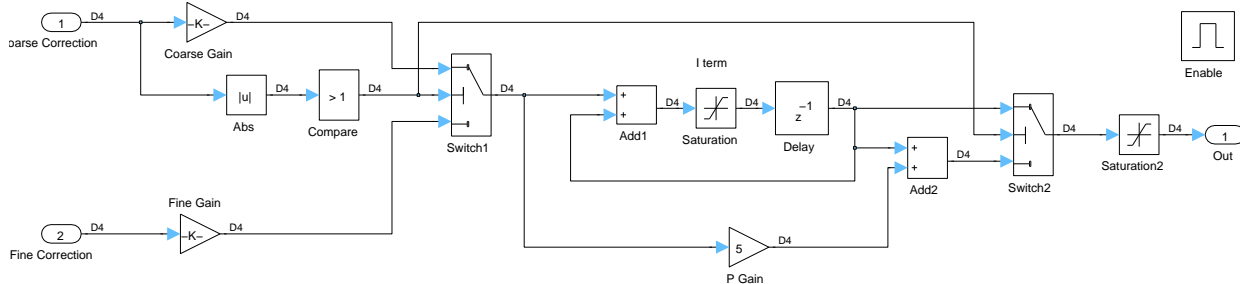 1
D4
oarse Correction
–K–
D4
Coarse Gain
|u|
D4
Abs
> 1
D4
Compare
Switch1
D4
Fine Gain
2
D4
Fine Correction
–K–
D4
I term
+
+
D4
Add1
D4
Saturation
–1
z
D4
Delay
+
+
D4
Add2
5
D4
P Gain
D4
Switch2
D4
Saturation2
1
Out
Enable